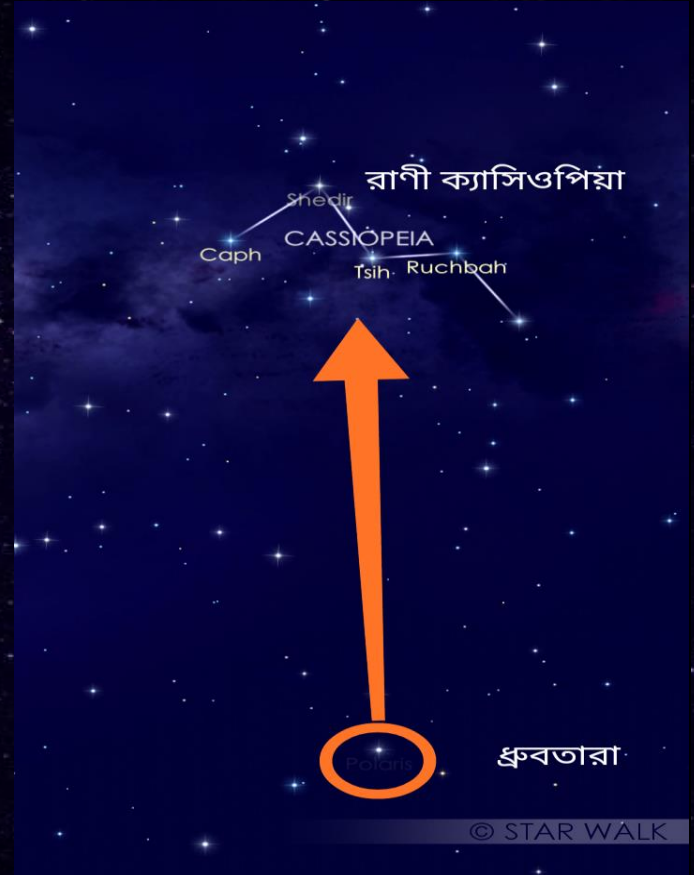 রাণী ক্যাসিওপিয়া
Shedir
CASSIOPEIA
Caph
Tsih
Ruchbah
ধ্রুবতারা
Polaris
© STAR WALK